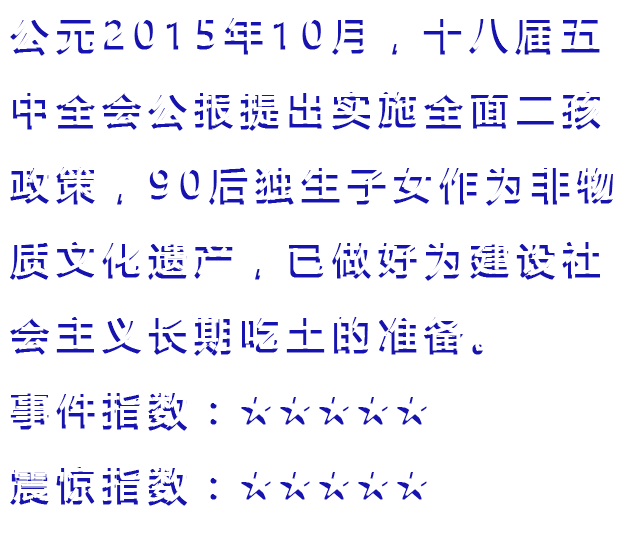 公元2015年10月，十八届五
中全会公报提出实施全面二孩
政策，90后独生子女作为非物
质文化遗产，已做好为建设社
会主义长期吃土的准备。
事件指数：☆☆☆☆☆
震惊指数：☆☆☆☆☆